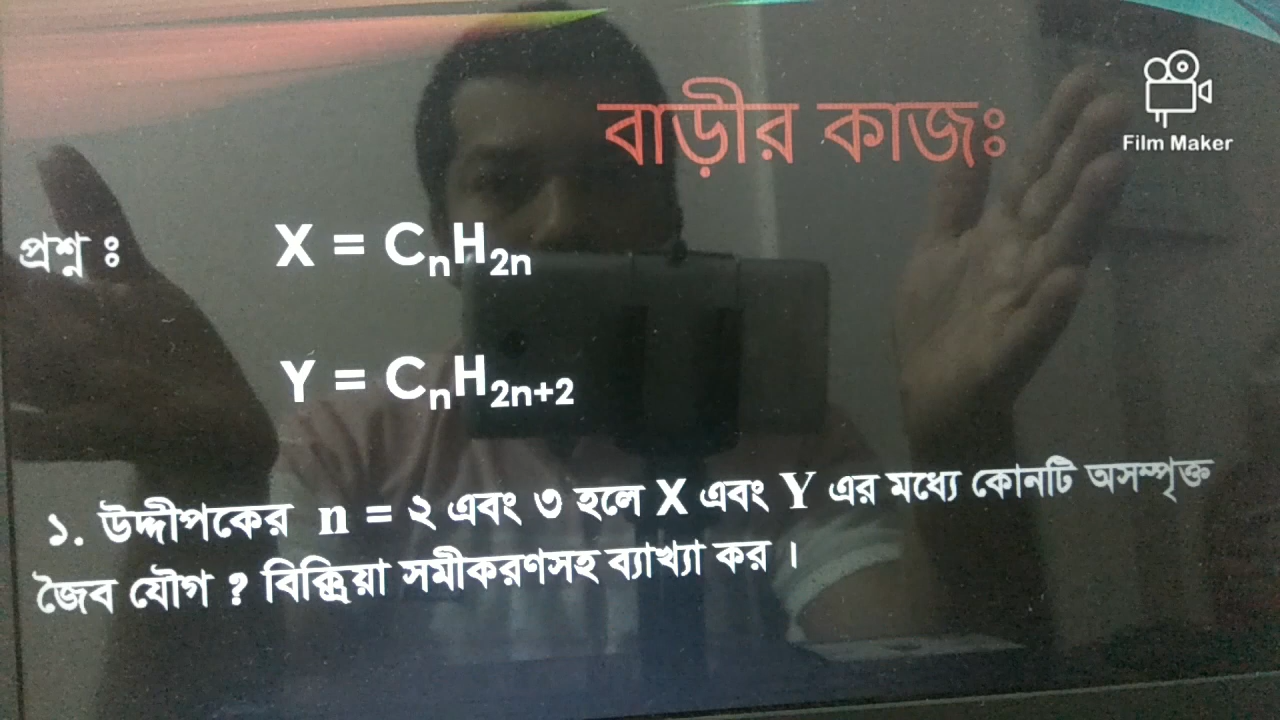 বাড়ীর কাজঃ
Film Maker
প্রশ্ন ঃ X = CₙH₂ₙ
Y = CₙH₂ₙ₊₂
১. উদ্দীপকের n = ২ এবং ৩ হলে X এবং Y এর মধ্যে কোনটি অসম্পৃক্ত
জৈব যৌগ ? বিক্রিয়া সমীকরণসহ ব্যাখ্যা কর ।